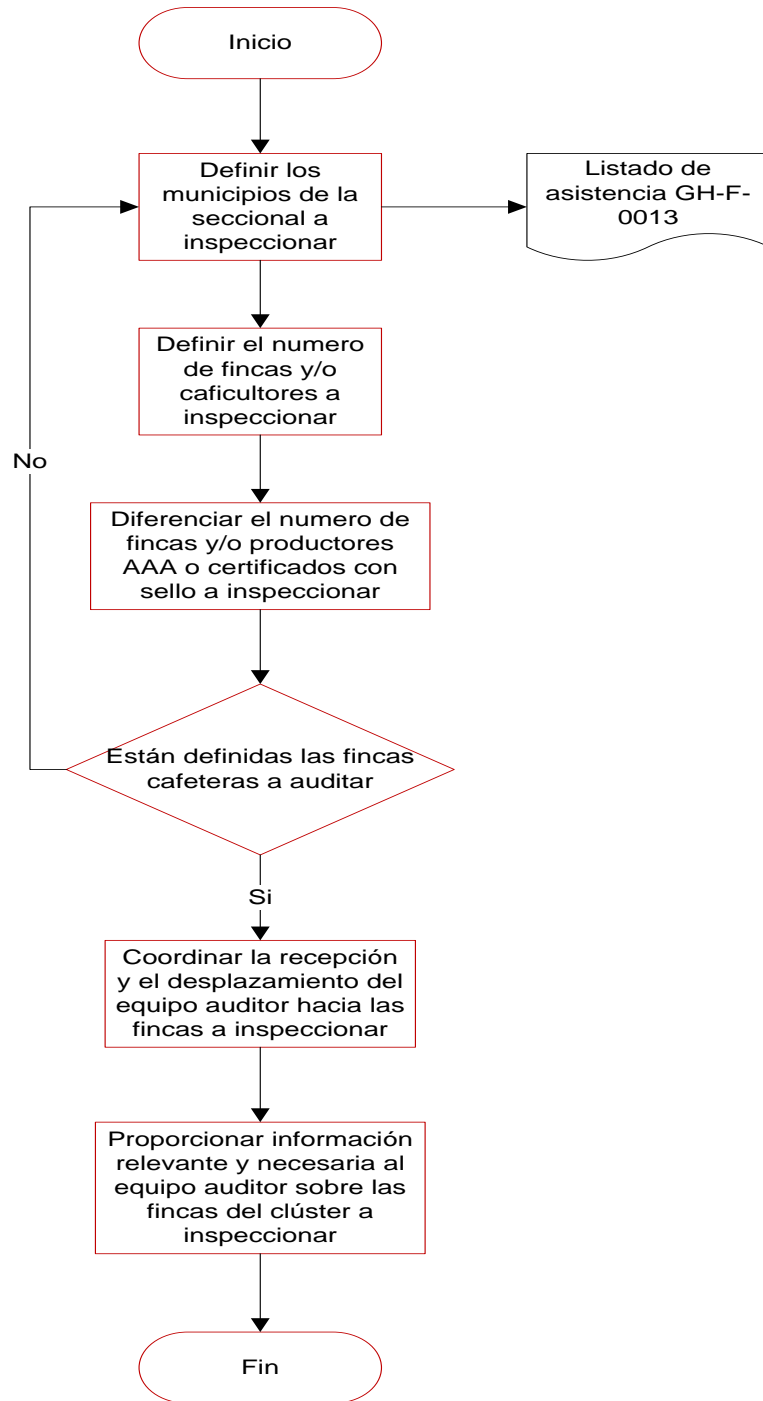 Inicio
Definir los
municipios de la
seccional a
inspeccionar
Listado de
asistencia GH-F-
0013
Definir el numero
de fincas y/o
caficultores a
inspeccionar
No
Diferenciar el numero de
fincas y/o productores
AAA o certificados con
sello a inspeccionar
Están definidas las fincas
cafeteras a auditar
Si
Coordinar la recepción
y el desplazamiento del
equipo auditor hacia las
fincas a inspeccionar
Proporcionar información
relevante y necesaria al
equipo auditor sobre las
fincas del clúster a
inspeccionar
Fin